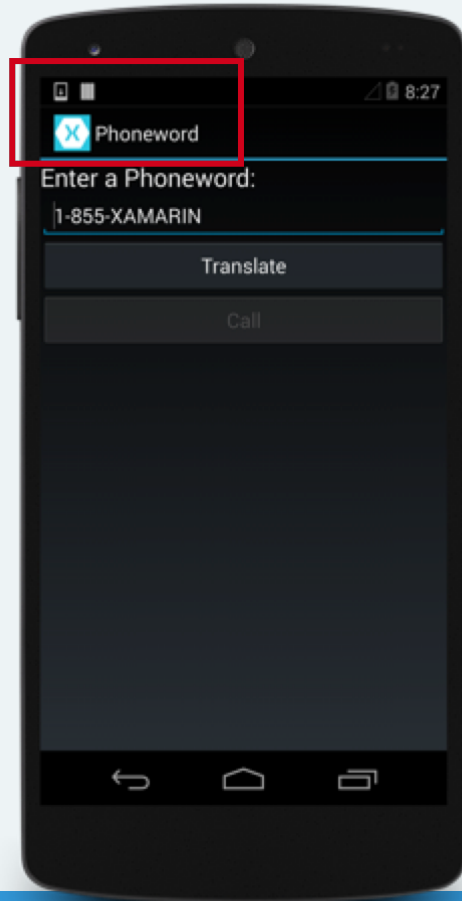 8:27
Phoneword
Enter a Phoneword:
1-855-XAMARIN
Translate
Call